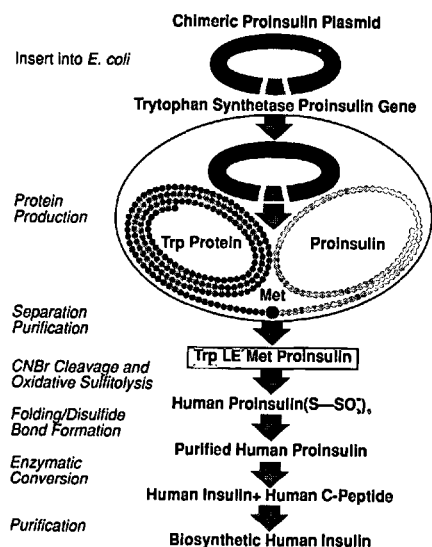 Chimeric Proinsulin Plasmid
Insert into E. coli
Trytophan Synthetase Proinsulin Gene
Protein
Production
Trp Protein
Proinsulin
Met
Separation
Purification
Trp LE Met Proinsulin
CNBr Cleavage and
Oxidative Sulfitolysis
Human Proinsulin(S—SO₃⁻)₆
Folding/Disulfide
Bond Formation
Purified Human Proinsulin
Enzymatic
Conversion
Human Insulin+ Human C-Peptide
Purification
Biosynthetic Human Insulin